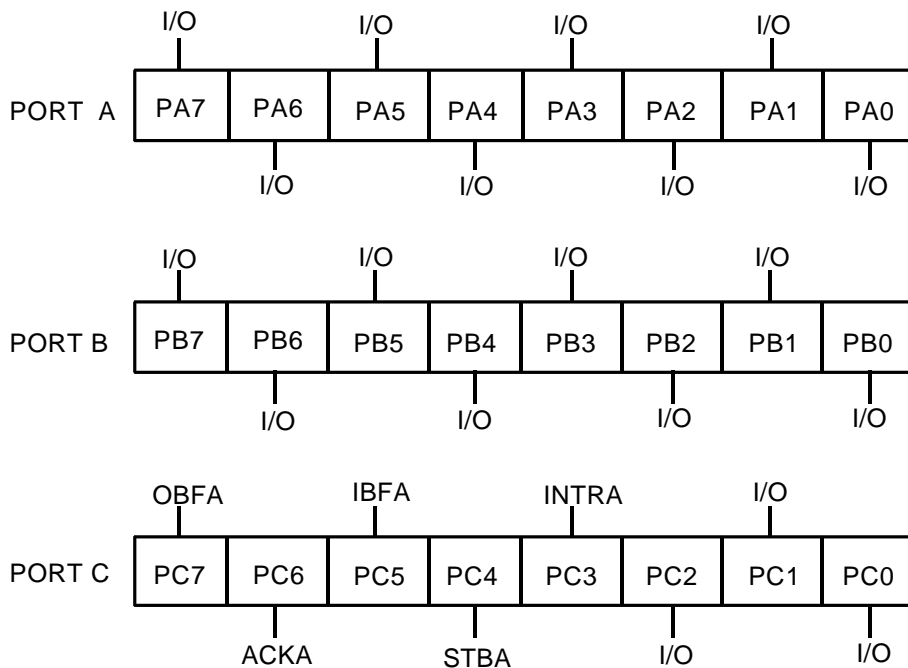 I/O I/O I/O I/O
PORT A PA7 PA6 PA5 PA4 PA3 PA2 PA1 PA0
I/O I/O I/O I/O
I/O I/O I/O I/O
PORT B PB7 PB6 PB5 PB4 PB3 PB2 PB1 PB0
I/O I/O I/O I/O
OBFA IBFA INTRA I/O
PORT C PC7 PC6 PC5 PC4 PC3 PC2 PC1 PC0
ACKA STBA I/O I/O